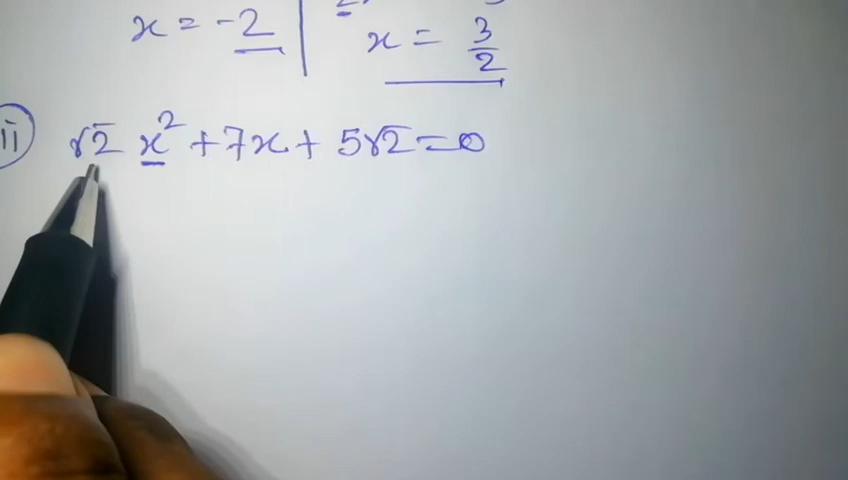 x = -2
x = 3/2
ii √2 x² + 7x + 5√2 = 0